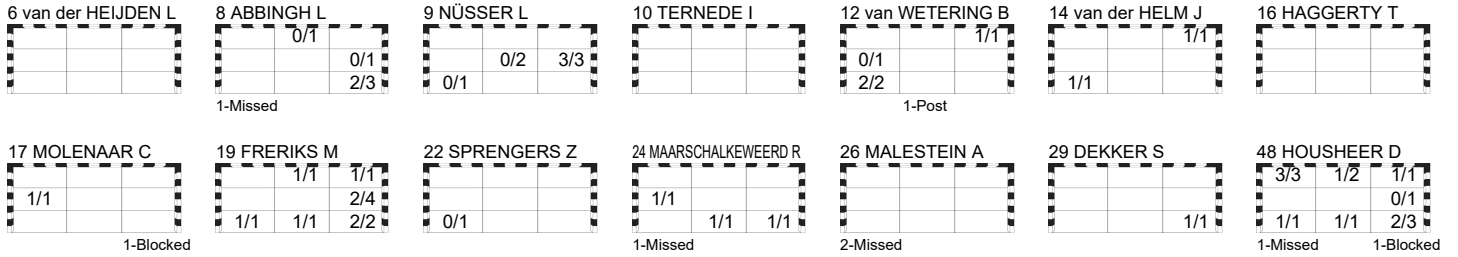 6 van der HEIJDEN L 8 ABBINGH L 9 NÜSSER L 10 TERNEDE I 12 van WETERING B 14 van der HELM J 16 HAGGERTY T
0/1 1/1 1/1
0/1 0/2 3/3 0/1
2/3 0/1 2/2 1/1
1-Missed 1-Post
17 MOLENAAR C 19 FRERIKS M 22 SPRENGERS Z 24 MAARSCHALKEWEERD R 26 MALESTEIN A 29 DEKKER S 48 HOUSHEER D
1/1 1/1 3/3 1/2 1/1
1/1 2/4 1/1 0/1
1/1 1/1 2/2 0/1 1/1 1/1 1/1 1/1 1/1 2/3
1-Blocked 1-Missed 2-Missed 1-Missed 1-Blocked